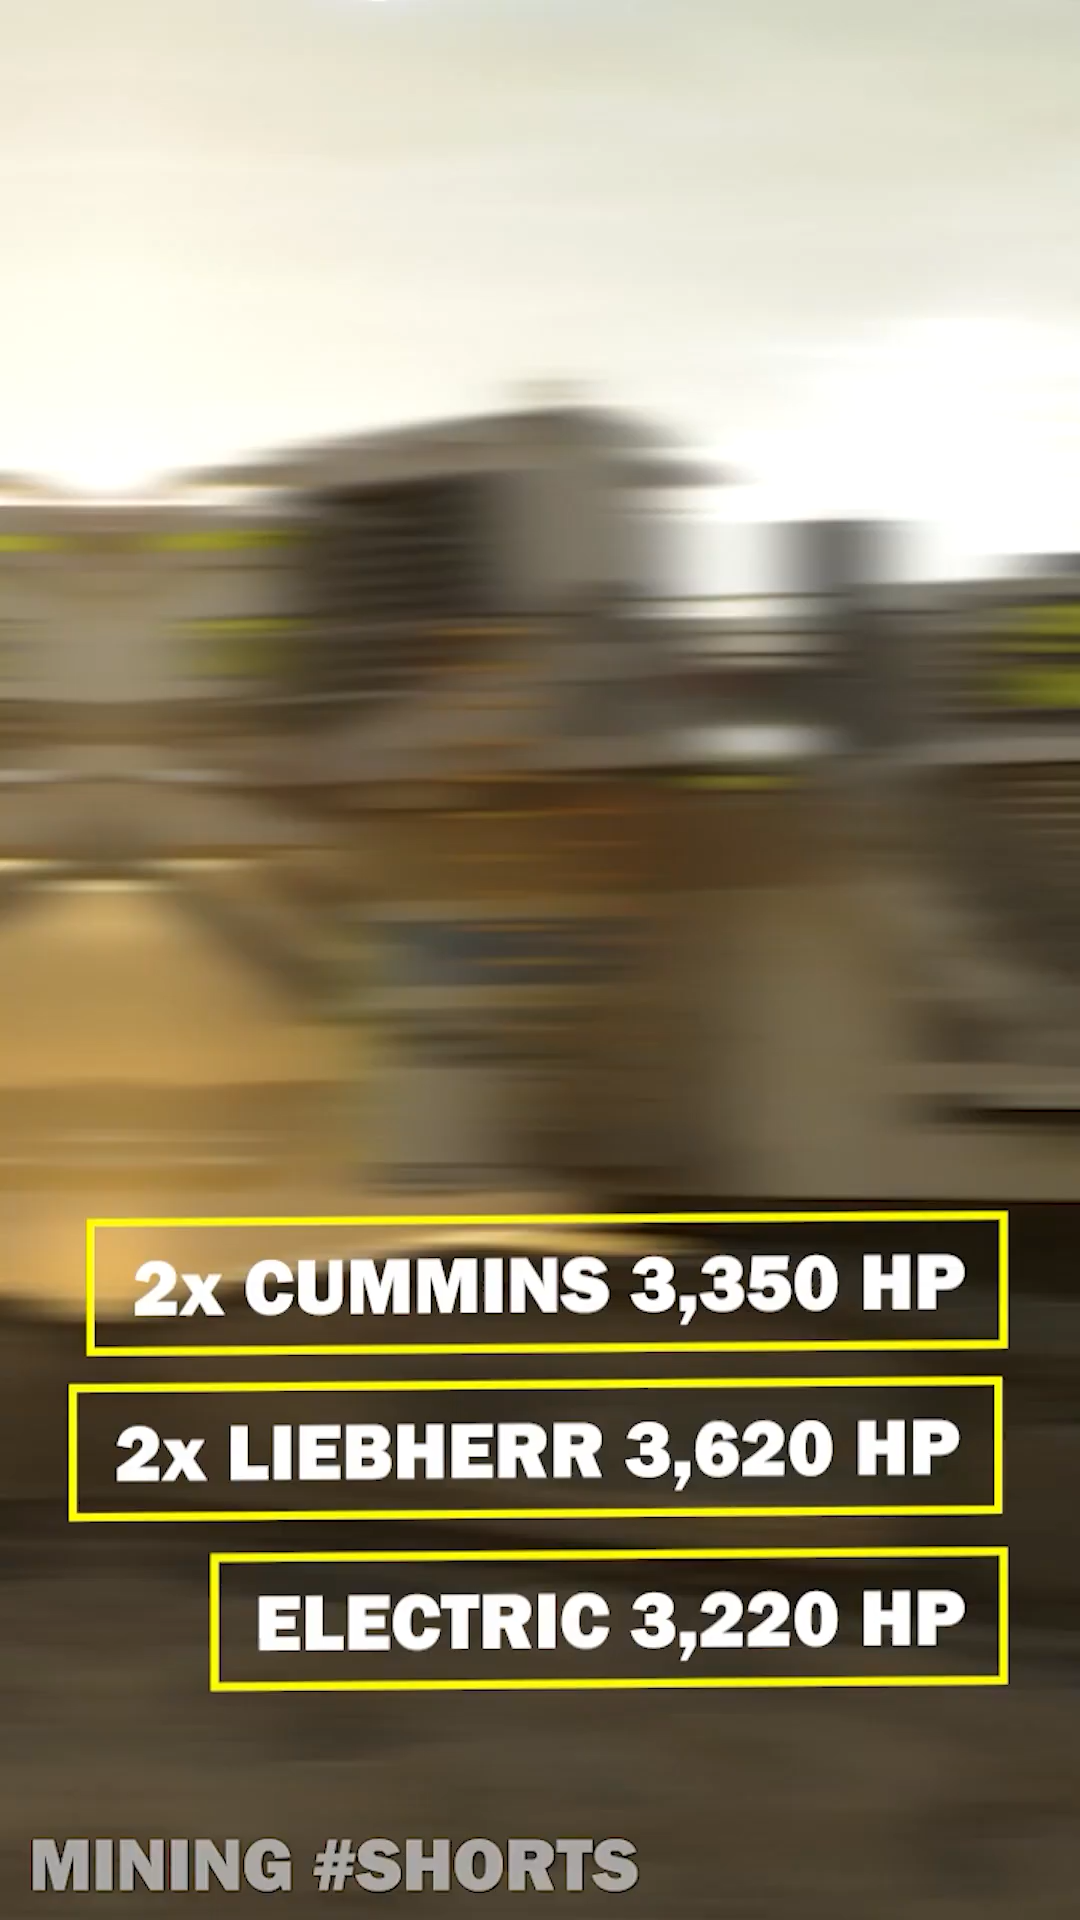 2x CUMMINS 3,350 HP
2x LIEBHERR 3,620 HP
ELECTRIC 3,220 HP
MINING #SHORTS